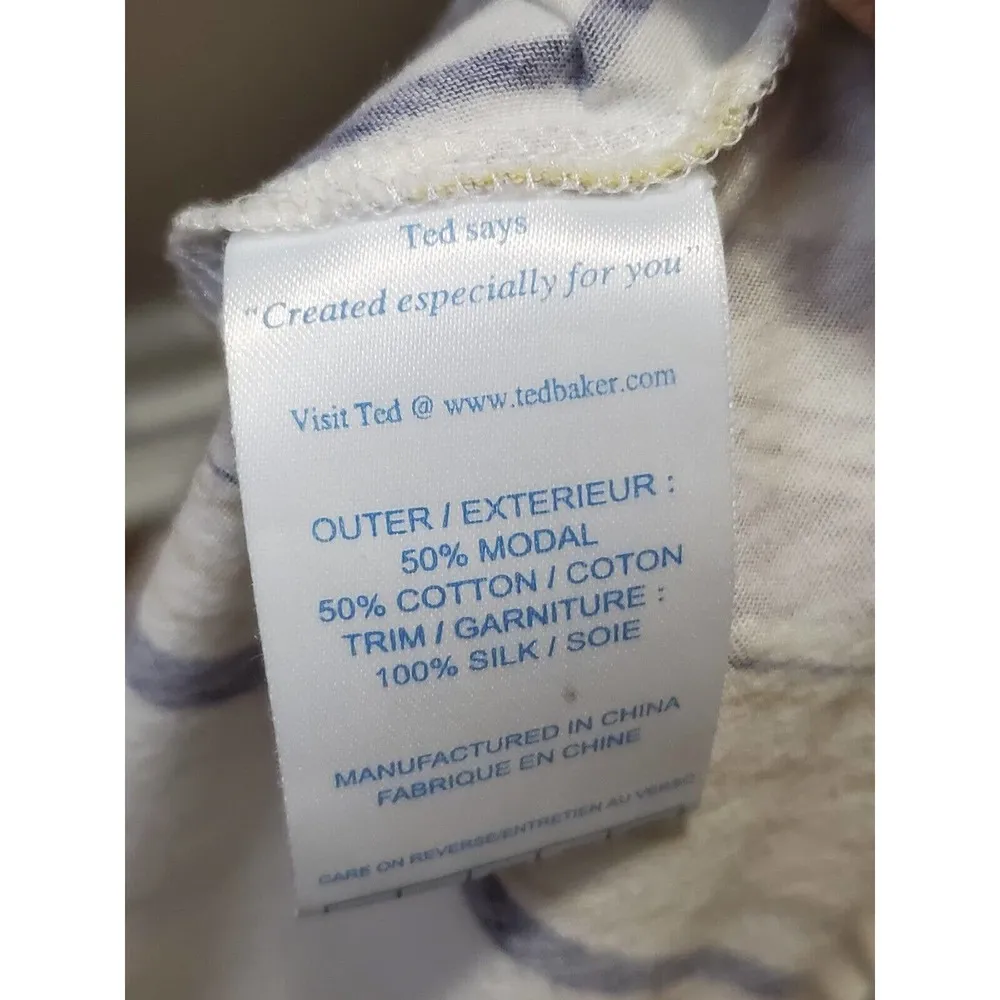 Ted says
"Created especially for you"
Visit Ted @ www.tedbaker.com
OUTER / EXTERIEUR :
50% MODAL
50% COTTON / COTON
TRIM / GARNITURE :
100% SILK / SOIE
MANUFACTURED IN CHINA
FABRIQUE EN CHINE
CARE ON REVERSE/ENTRETIEN AU VERSO